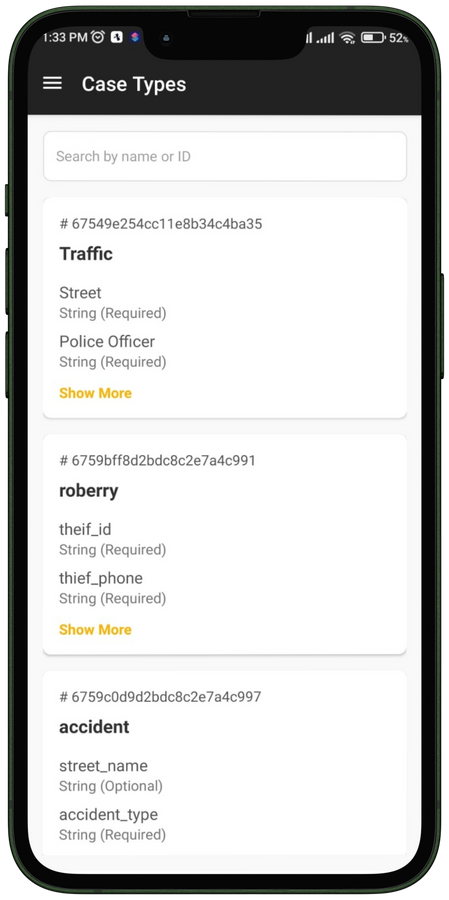 1:33 PM
52%
Case Types
Search by name or ID
# 67549e254cc11e8b34c4ba35
Traffic
Street
String (Required)
Police Officer
String (Required)
Show More
# 6759bff8d2bdc8c2e7a4c991
roberry
theif_id
String (Required)
thief_phone
String (Required)
Show More
# 6759c0d9d2bdc8c2e7a4c997
accident
street_name
String (Optional)
accident_type
String (Required)